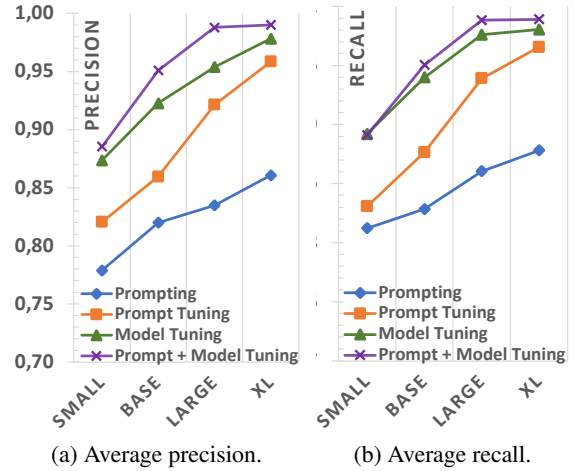 1,00
0,95
0,90
0,85
0,80
0,75
0,70
PRECISION
Prompting
Prompt Tuning
Model Tuning
Prompt + Model Tuning
SMALL
BASE
LARGE
XL
(a) Average precision.
RECALL
Prompting
Prompt Tuning
Model Tuning
Prompt + Model Tuning
SMALL
BASE
LARGE
XL
(b) Average recall.